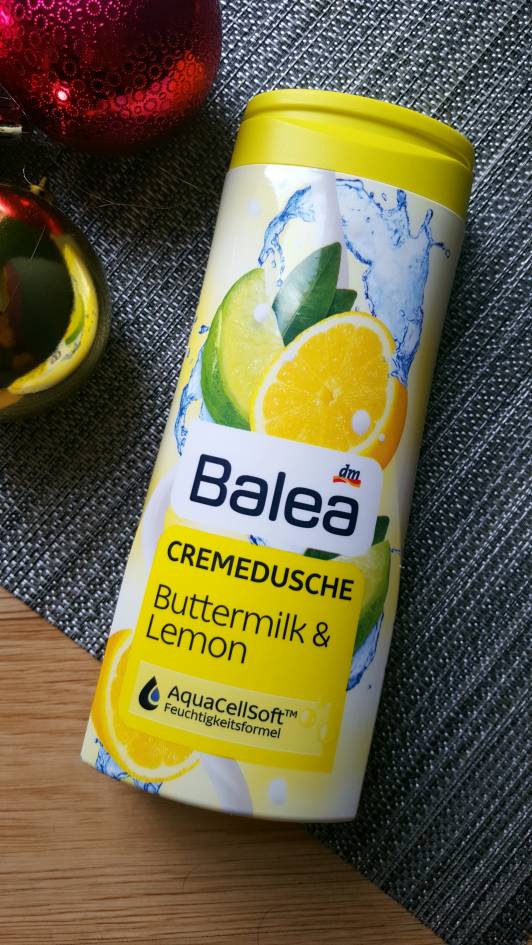 dm
Balea
CREMEDUSCHE
Buttermilk &
Lemon
AquaCellSoft™
Feuchtigkeitsformel